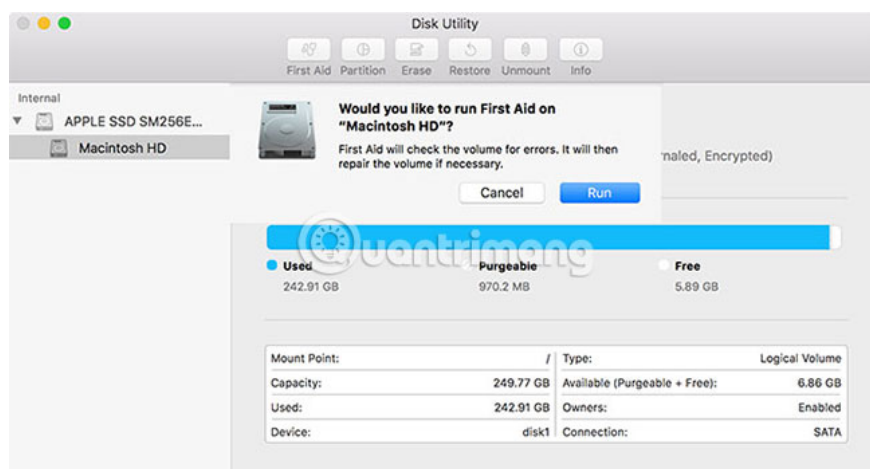 Disk Utility
First Aid Partition Erase Restore Unmount Info
Internal
APPLE SSD SM256E...
Macintosh HD
Would you like to run First Aid on
"Macintosh HD"?
First Aid will check the volume for errors. It will then
repair the volume if necessary.
Cancel Run
rnaled, Encrypted)
Quantrimang
Used Purgeable Free
242.91 GB 970.2 MB 5.89 GB
Mount Point: / Type: Logical Volume
Capacity: 249.77 GB Available (Purgeable + Free): 6.86 GB
Used: 242.91 GB Owners: Enabled
Device: disk1 Connection: SATA